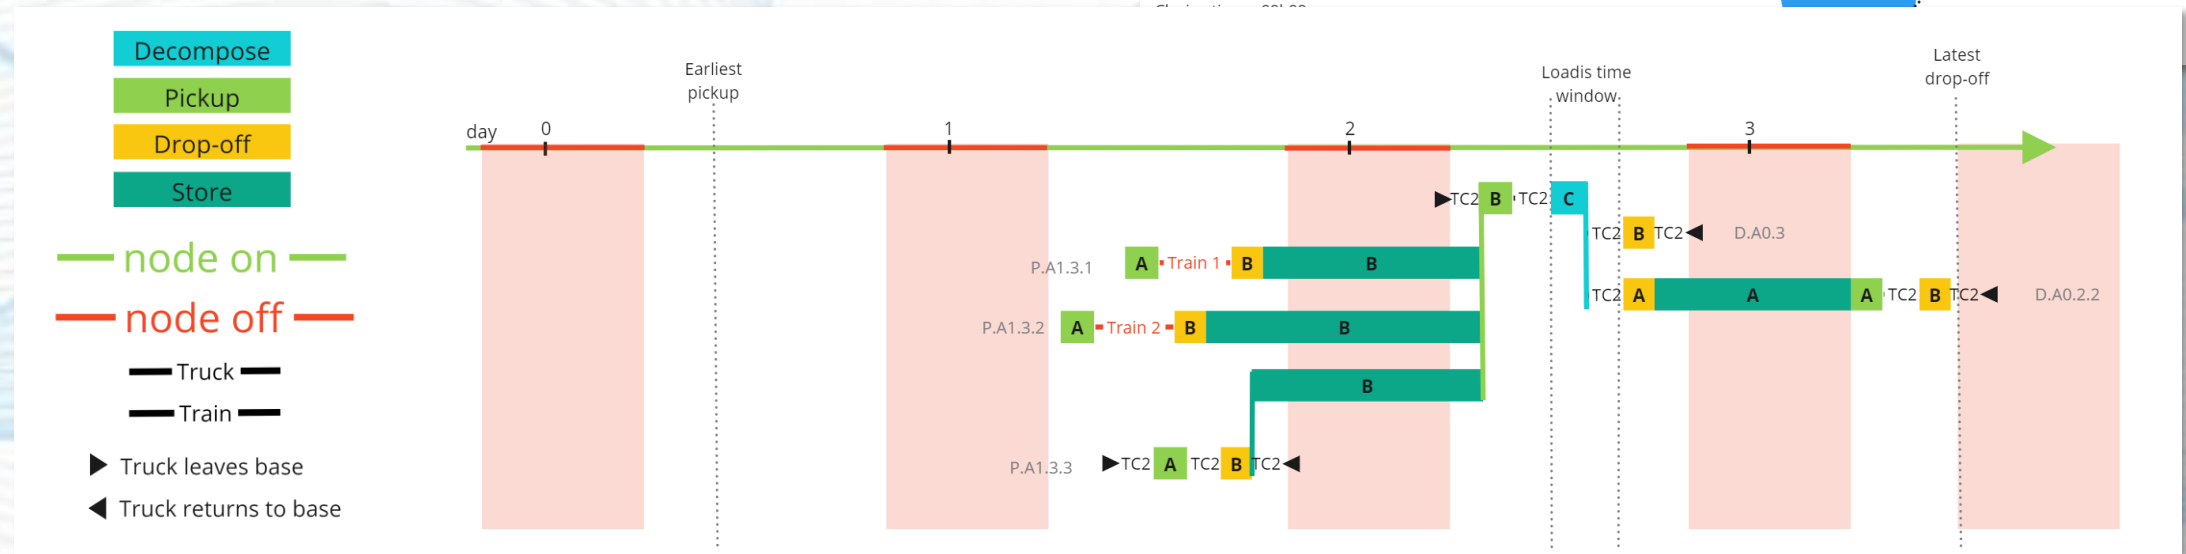 Decompose
Pickup
Drop-off
Store
node on
node off
Truck
Train
Truck leaves base
Truck returns to base
Earliest
pickup
Loadis time
window
Latest
drop-off
day 0 1 2 3
TC2 B TC2 C
TC2 B TC2 D.A0.3
P.A1.3.1 A Train 1 B B
TC2 A A A TC2 B TC2 D.A0.2.2
P.A1.3.2 A Train 2 B B
B
P.A1.3.3 TC2 A TC2 B TC2